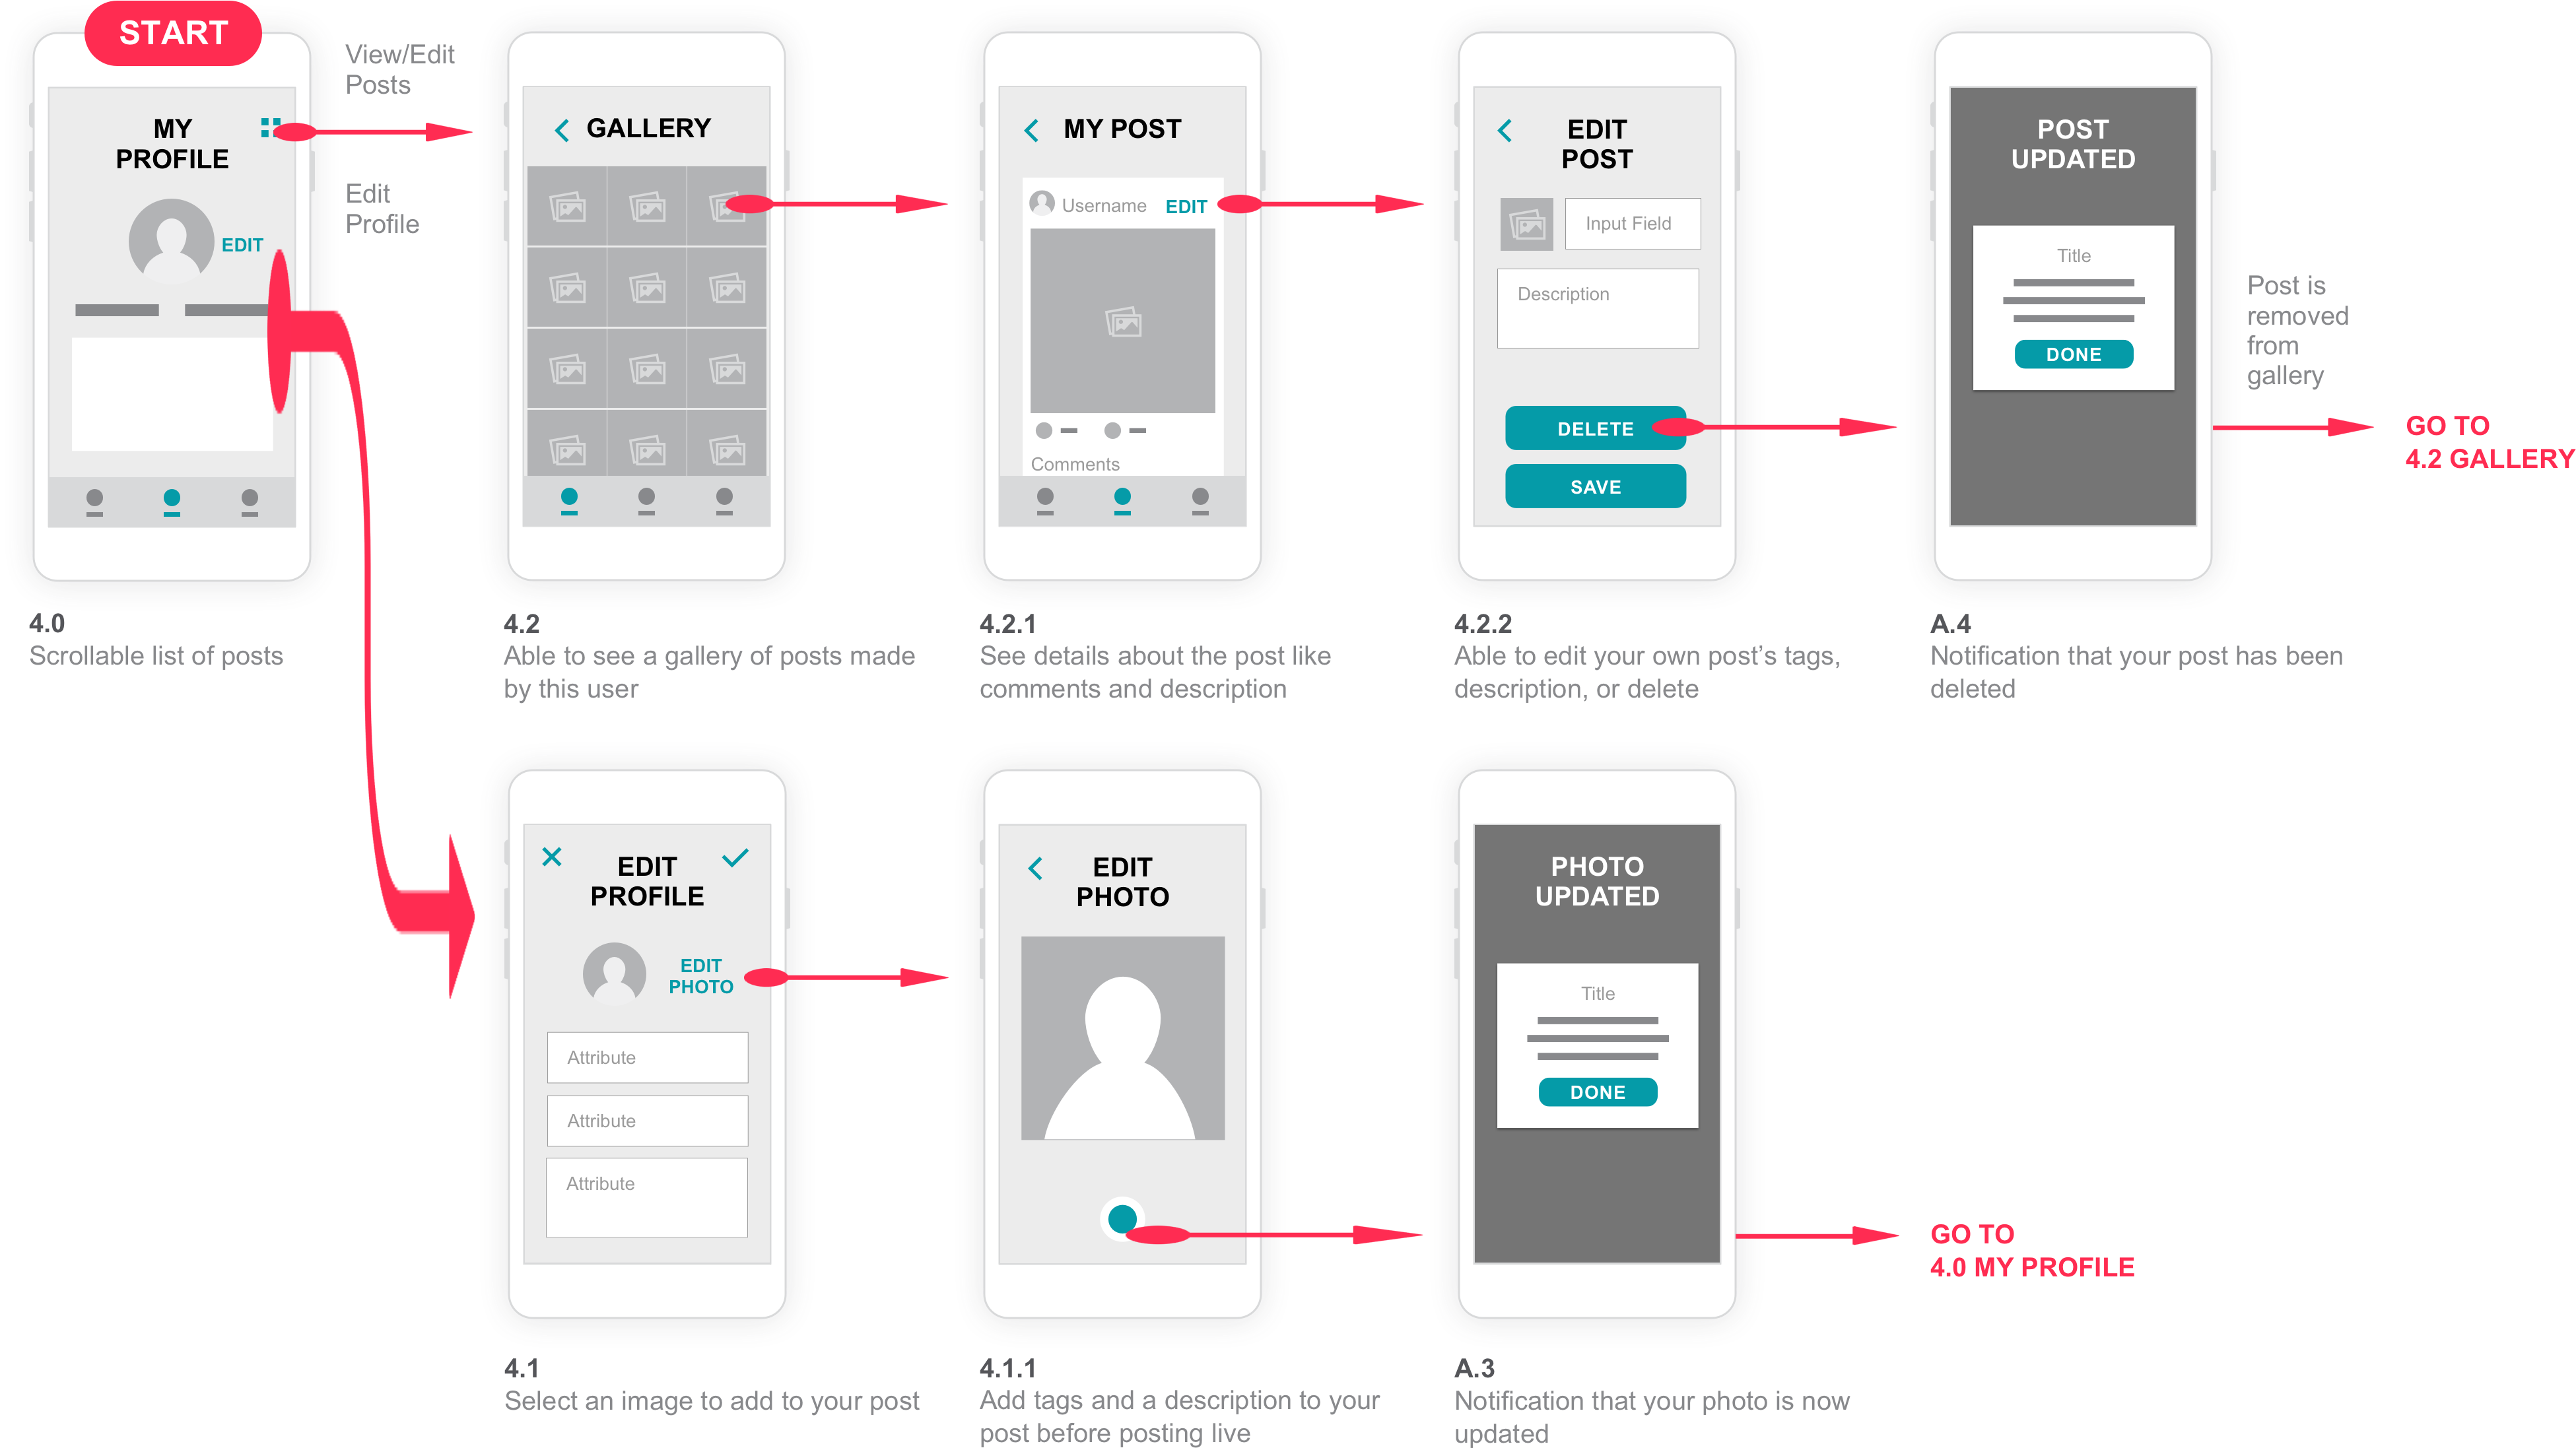 START
MY
PROFILE
EDIT
View/Edit
Posts
Edit
Profile
4.0
Scrollable list of posts
GALLERY
4.2
Able to see a gallery of posts made
by this user
MY POST
Username
EDIT
Comments
4.2.1
See details about the post like
comments and description
EDIT
POST
Input Field
Description
DELETE
SAVE
4.2.2
Able to edit your own post’s tags,
description, or delete
POST
UPDATED
Title
DONE
A.4
Notification that your post has been
deleted
Post is
removed
from
gallery
GO TO
4.2 GALLERY
EDIT
PROFILE
EDIT
PHOTO
Attribute
Attribute
Attribute
4.1
Select an image to add to your post
EDIT
PHOTO
4.1.1
Add tags and a description to your
post before posting live
PHOTO
UPDATED
Title
DONE
A.3
Notification that your photo is now
updated
GO TO
4.0 MY PROFILE